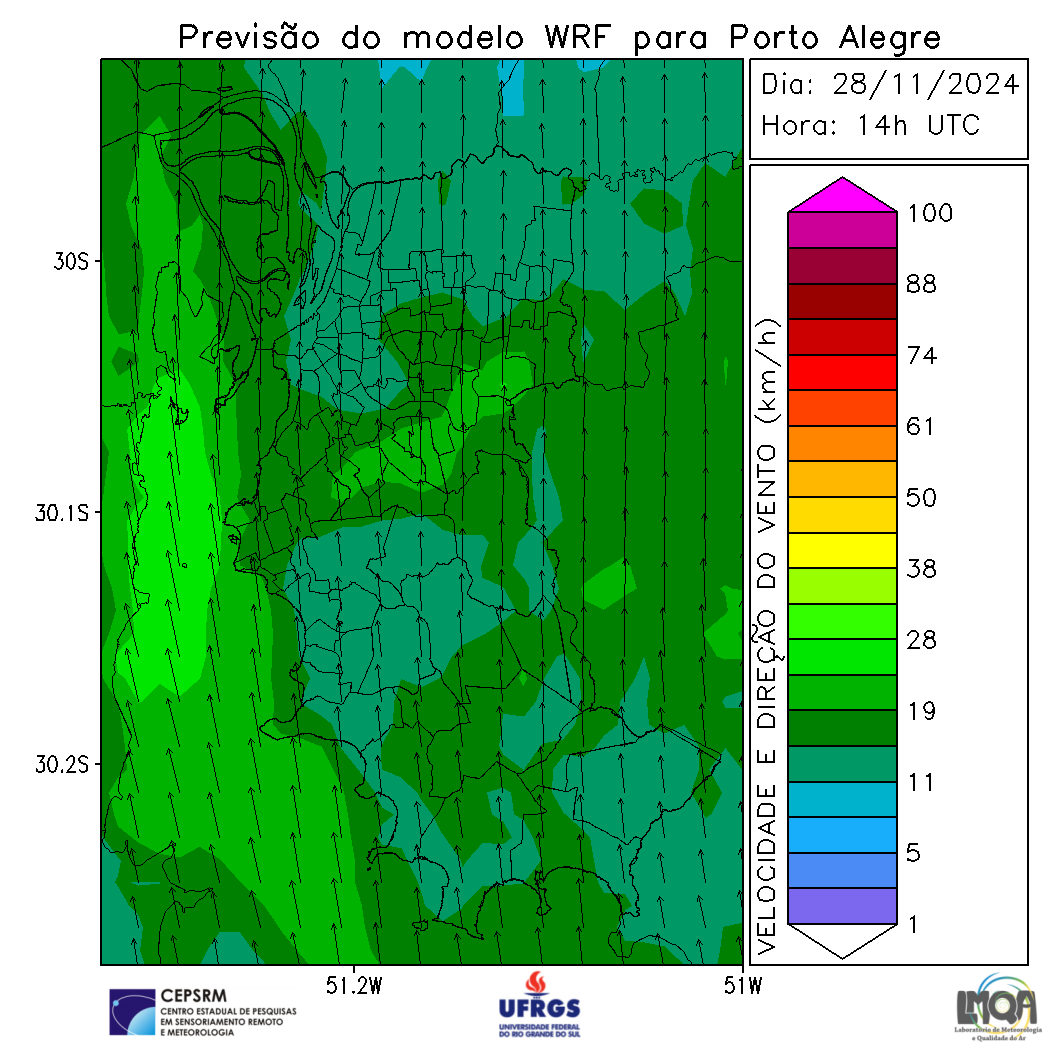 Previsão do modelo WRF para Porto Alegre
Dia: 28/11/2024
Hora: 14h UTC
30S
30.1S
30.2S
51.2W
51W
VELOCIDADE E DIREÇÃO DO VENTO (km/h)
100
88
74
61
50
38
28
19
11
5
1
CEPSRM
CENTRO ESTADUAL DE PESQUISAS
EM SENSORIAMENTO REMOTO
E METEOROLOGIA
UFRGS
UNIVERSIDADE FEDERAL
DO RIO GRANDE DO SUL
LMQA
Laboratório de Meteorologia
e Qualidade do Ar